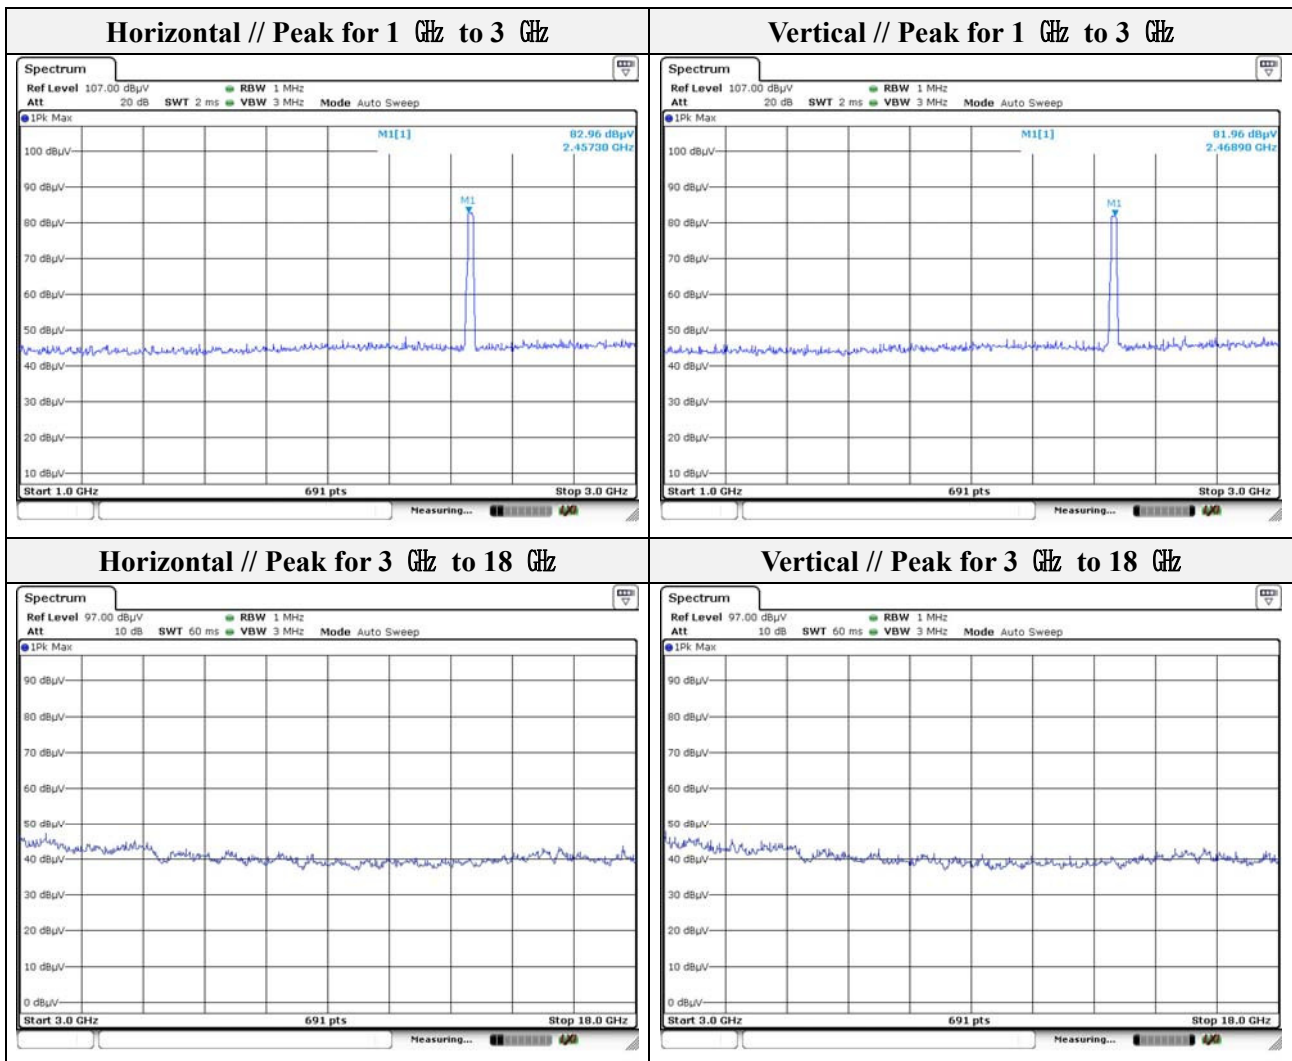 Horizontal // Peak for 1 ㎓ to 3 ㎓
Spectrum
Ref Level 107.00 dBμV RBW 1 MHz
Att 20 dB SWT 2 ms VBW 3 MHz Mode Auto Sweep
1Pk Max
M1[1] 82.96 dBμV
2.45730 GHz
100 dBμV
90 dBμV
M1
80 dBμV
70 dBμV
60 dBμV
50 dBμV
40 dBμV
30 dBμV
20 dBμV
10 dBμV
Start 1.0 GHz 691 pts Stop 3.0 GHz
Measuring...
Vertical // Peak for 1 ㎓ to 3 ㎓
Spectrum
Ref Level 107.00 dBμV RBW 1 MHz
Att 20 dB SWT 2 ms VBW 3 MHz Mode Auto Sweep
1Pk Max
M1[1] 81.96 dBμV
2.46890 GHz
100 dBμV
90 dBμV
M1
80 dBμV
70 dBμV
60 dBμV
50 dBμV
40 dBμV
30 dBμV
20 dBμV
10 dBμV
Start 1.0 GHz 691 pts Stop 3.0 GHz
Measuring...
Horizontal // Peak for 3 ㎓ to 18 ㎓
Spectrum
Ref Level 97.00 dBμV RBW 1 MHz
Att 10 dB SWT 60 ms VBW 3 MHz Mode Auto Sweep
1Pk Max
90 dBμV
80 dBμV
70 dBμV
60 dBμV
50 dBμV
40 dBμV
30 dBμV
20 dBμV
10 dBμV
0 dBμV
Start 3.0 GHz 691 pts Stop 18.0 GHz
Measuring...
Vertical // Peak for 3 ㎓ to 18 ㎓
Spectrum
Ref Level 97.00 dBμV RBW 1 MHz
Att 10 dB SWT 60 ms VBW 3 MHz Mode Auto Sweep
1Pk Max
90 dBμV
80 dBμV
70 dBμV
60 dBμV
50 dBμV
40 dBμV
30 dBμV
20 dBμV
10 dBμV
0 dBμV
Start 3.0 GHz 691 pts Stop 18.0 GHz
Measuring...